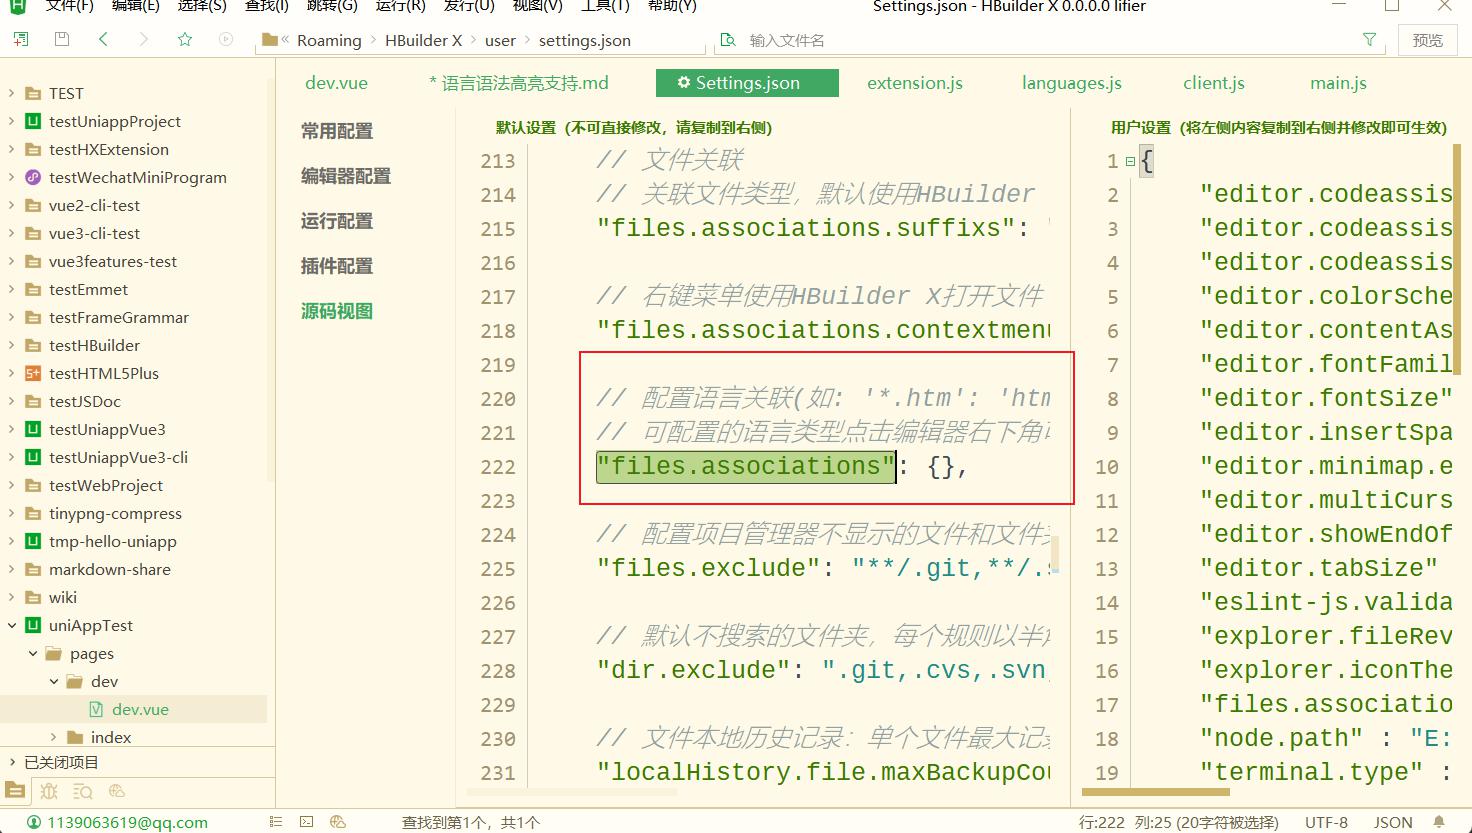 文件(F) 编辑(E) 选择(S) 查找(I) 跳转(G) 运行(R) 发行(U) 视图(V) 工具(T) 帮助(Y) Settings.json - HBuilder X 0.0.0.0 lifier
Roaming HBuilder X user settings.json 输入文件名 预览
dev.vue * 语言语法高亮支持.md Settings.json extension.js languages.js client.js main.js
TEST
testUniappProject
testHXExtension
testWechatMiniProgram
vue2-cli-test
vue3-cli-test
vue3features-test
testEmmet
testFrameGrammar
testHBuilder
testHTML5Plus
testJSDoc
testUniappVue3
testUniappVue3-cli
testWebProject
tinypng-compress
tmp-hello-uniapp
markdown-share
wiki
uniAppTest
pages
dev
dev.vue
index
已关闭项目
常用配置
编辑器配置
运行配置
插件配置
源码视图
默认设置（不可直接修改，请复制到右侧)
213 // 文件关联
214 // 关联文件类型，默认使用HBuilder
215 "files.associations.suffixs": "
216
217 // 右键菜单使用HBuilder X打开文件
218 "files.associations.contextmenu
219
220 // 配置语言关联(如: '*.htm': 'htm
221 // 可配置的语言类型点击编辑器右下角
222 "files.associations": {},
223
224 // 配置项目管理器不显示的文件和文件夹
225 "files.exclude": "**/.git,**/.s
226
227 // 默认不搜索的文件夹，每个规则以半角
228 "dir.exclude": ".git,.cvs,.svn,
229
230 // 文件本地历史记录：单个文件最大记录
231 "localHistory.file.maxBackupCou
用户设置（将左侧内容复制到右侧并修改即可生效)
1 {
2 "editor.codeassis
3 "editor.codeassis
4 "editor.codeassis
5 "editor.colorSche
6 "editor.contentAs
7 "editor.fontFamil
8 "editor.fontSize"
9 "editor.insertSpa
10 "editor.minimap.e
11 "editor.multiCurs
12 "editor.showEndOf
13 "editor.tabSize"
14 "eslint-js.valida
15 "explorer.fileRev
16 "explorer.iconThe
17 "files.associatio
18 "node.path" : "E:
19 "terminal.type" :
1139063619@qq.com 查找到第1个，共1个 行:222 列:25 (20字符被选择) UTF-8 JSON